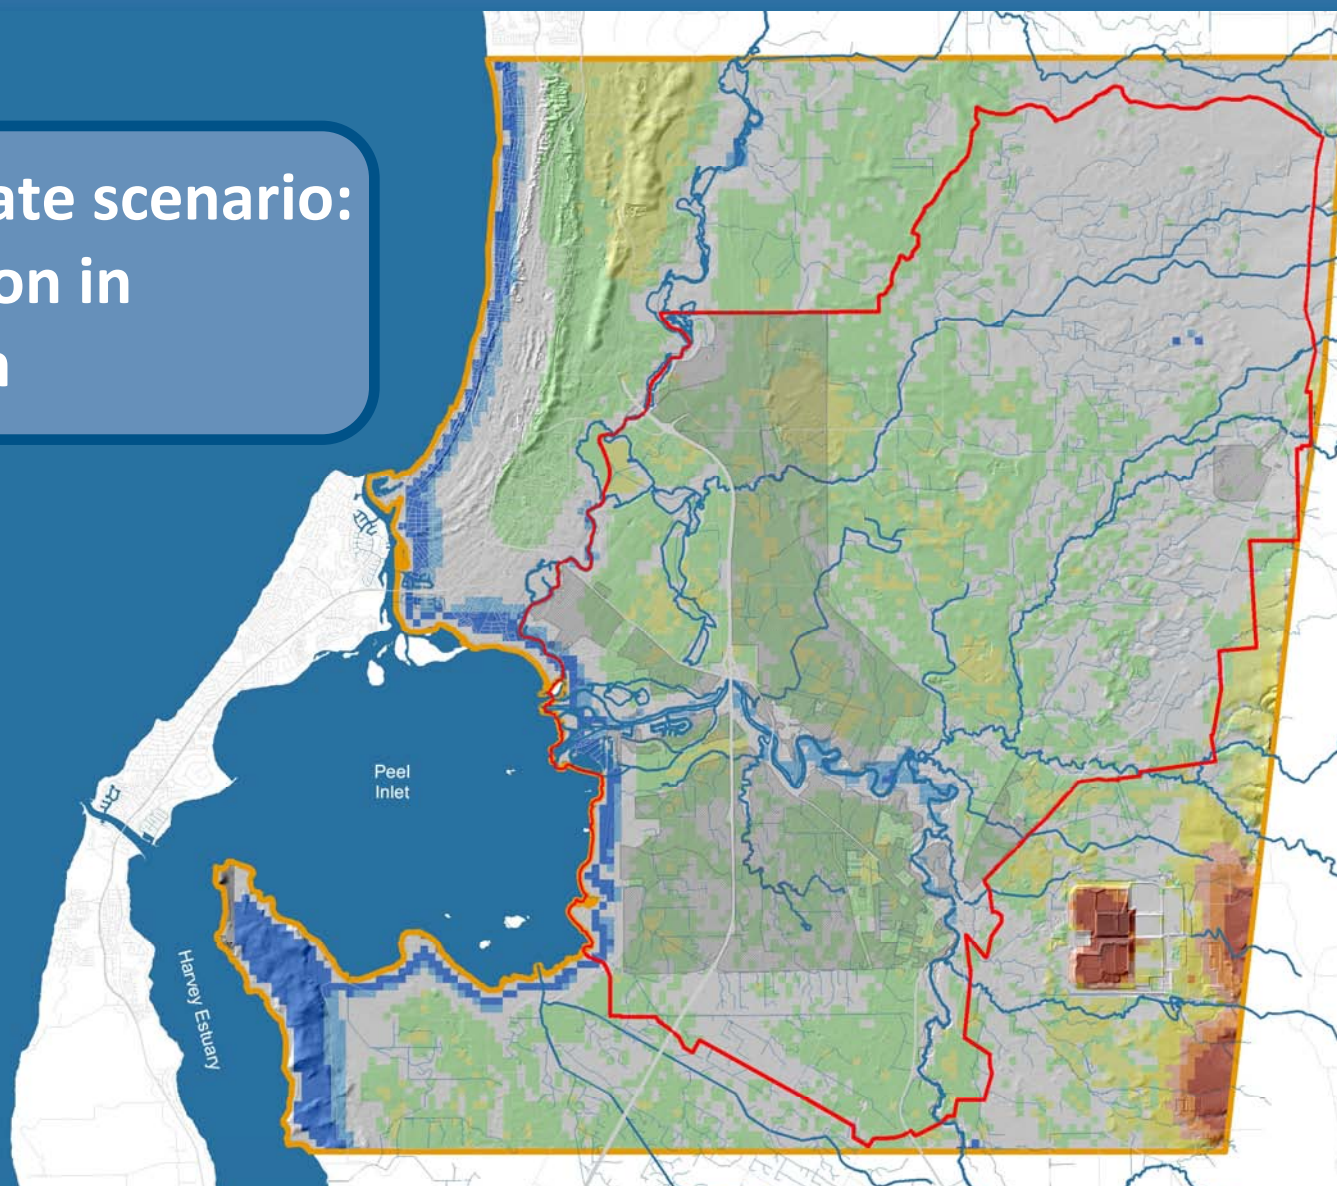 ate scenario:
on in
n
Peel
Inlet
Harvey Estuary